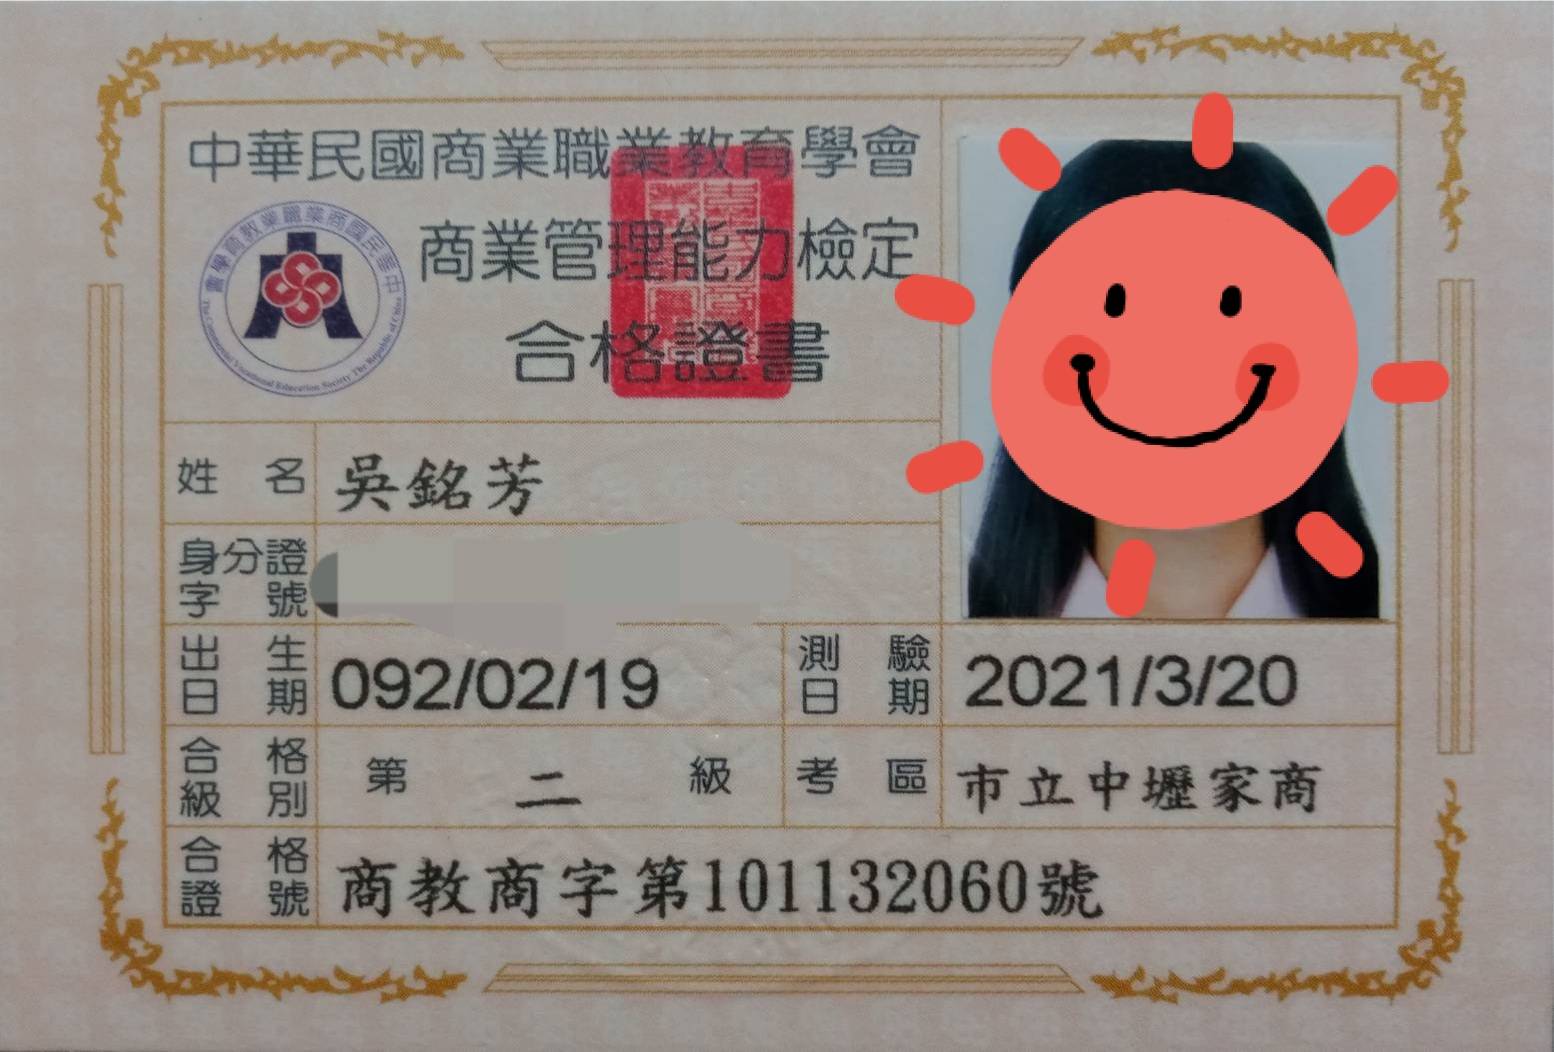 中華民國商業職業教育學會
商業管理能力檢定
合格證書
中華民國商業職業教育學會
The Commercial Vocational Education Society The Republic of China
姓名 吳銘芳
身分證字號
出生日期 092/02/19 測驗日期 2021/3/20
合格級別 第二級 考區 市立中壢家商
合格證號 商教商字第101132060號